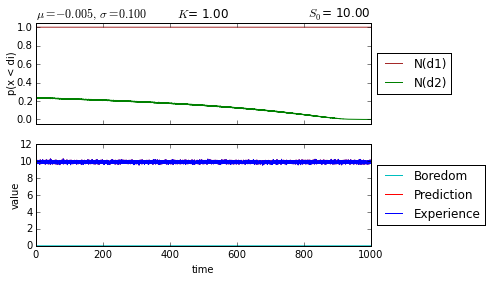 μ=−0.005, σ=0.100 K= 1.00 S₀= 10.00
1.0
0.8
0.6
0.4
0.2
0.0
p(x < di)
N(d1)
N(d2)
12
10
8
6
4
2
0
value
Boredom
Prediction
Experience
0 200 400 600 800 1000
time